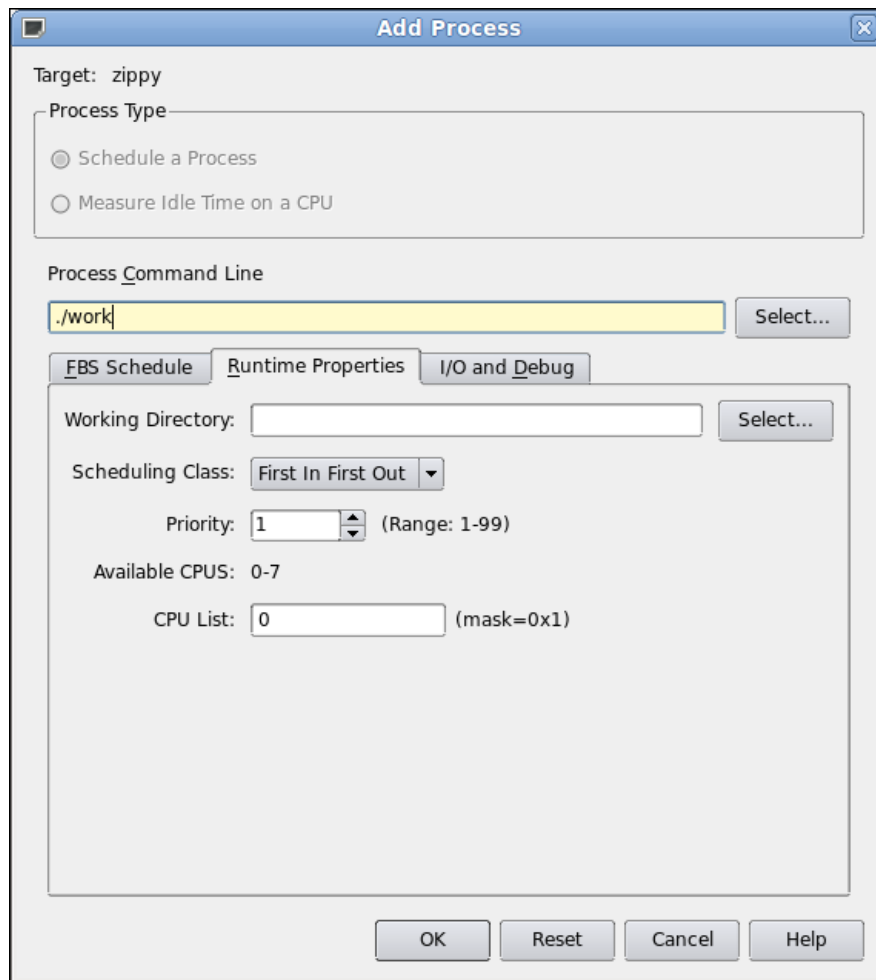 Add Process
Target: zippy
Process Type
Schedule a Process
Measure Idle Time on a CPU
Process Command Line
./work Select...
FBS Schedule Runtime Properties I/O and Debug
Working Directory: Select...
Scheduling Class: First In First Out
Priority: 1 (Range: 1-99)
Available CPUS: 0-7
CPU List: 0 (mask=0x1)
OK Reset Cancel Help